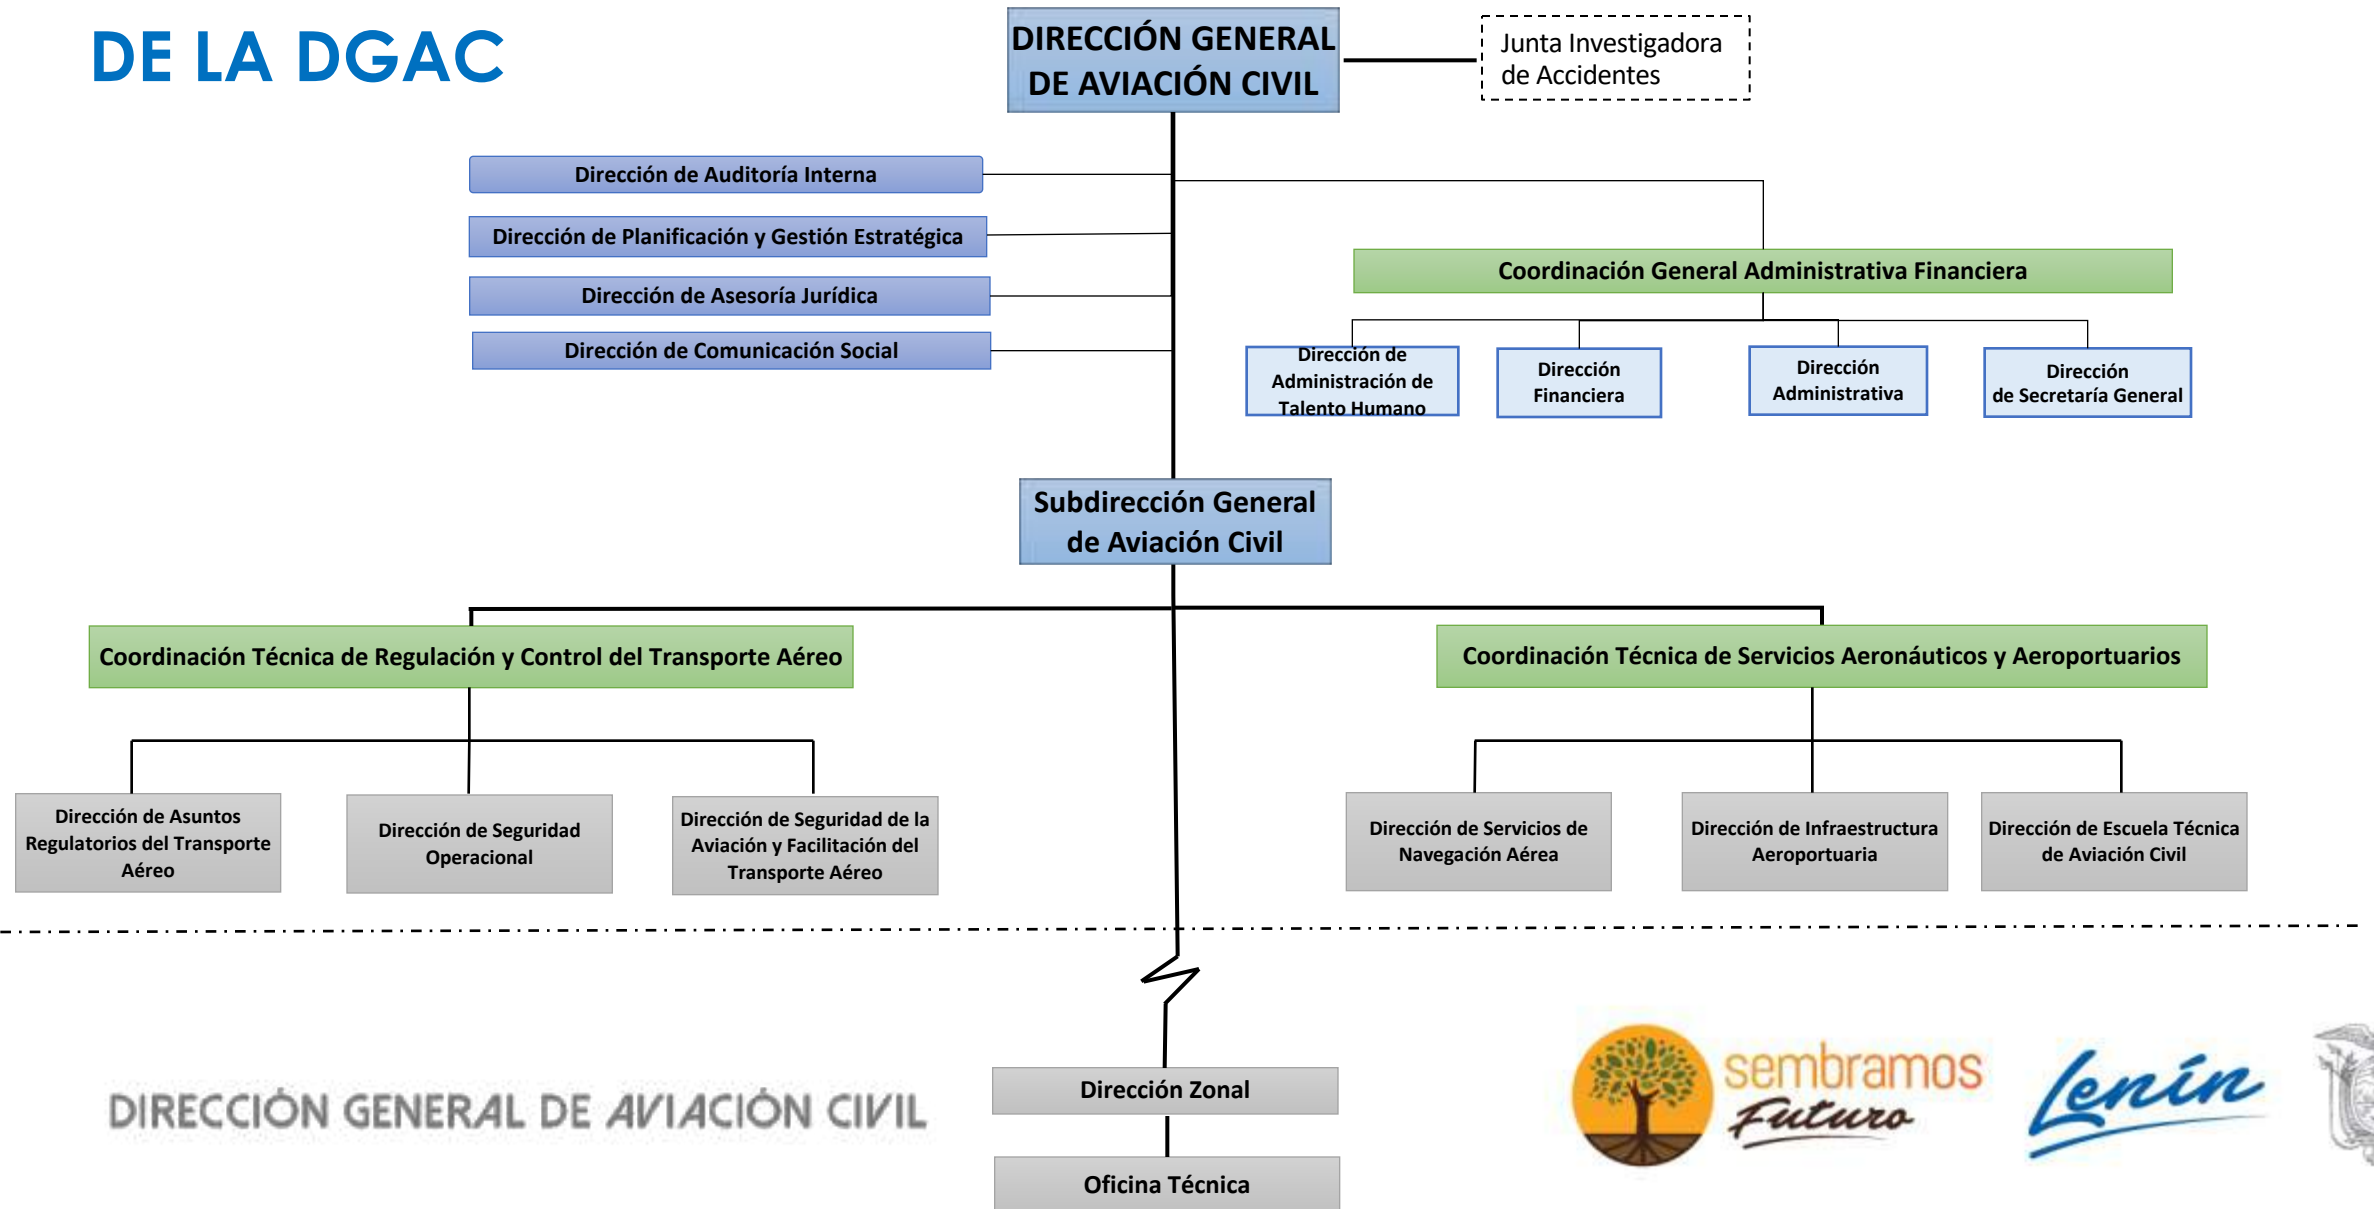 DE LA DGAC
DIRECCIÓN GENERAL
DE AVIACIÓN CIVIL
Junta Investigadora
de Accidentes
Dirección de Auditoría Interna
Dirección de Planificación y Gestión Estratégica
Dirección de Asesoría Jurídica
Dirección de Comunicación Social
Coordinación General Administrativa Financiera
Dirección de
Administración de
Talento Humano
Dirección
Financiera
Dirección
Administrativa
Dirección
de Secretaría General
Subdirección General
de Aviación Civil
Coordinación Técnica de Regulación y Control del Transporte Aéreo
Coordinación Técnica de Servicios Aeronáuticos y Aeroportuarios
Dirección de Asuntos
Regulatorios del Transporte
Aéreo
Dirección de Seguridad
Operacional
Dirección de Seguridad de la
Aviación y Facilitación del
Transporte Aéreo
Dirección de Servicios de
Navegación Aérea
Dirección de Infraestructura
Aeroportuaria
Dirección de Escuela Técnica
de Aviación Civil
Dirección Zonal
Oficina Técnica
DIRECCIÓN GENERAL DE AVIACIÓN CIVIL
sembramos
Futuro
Lenín